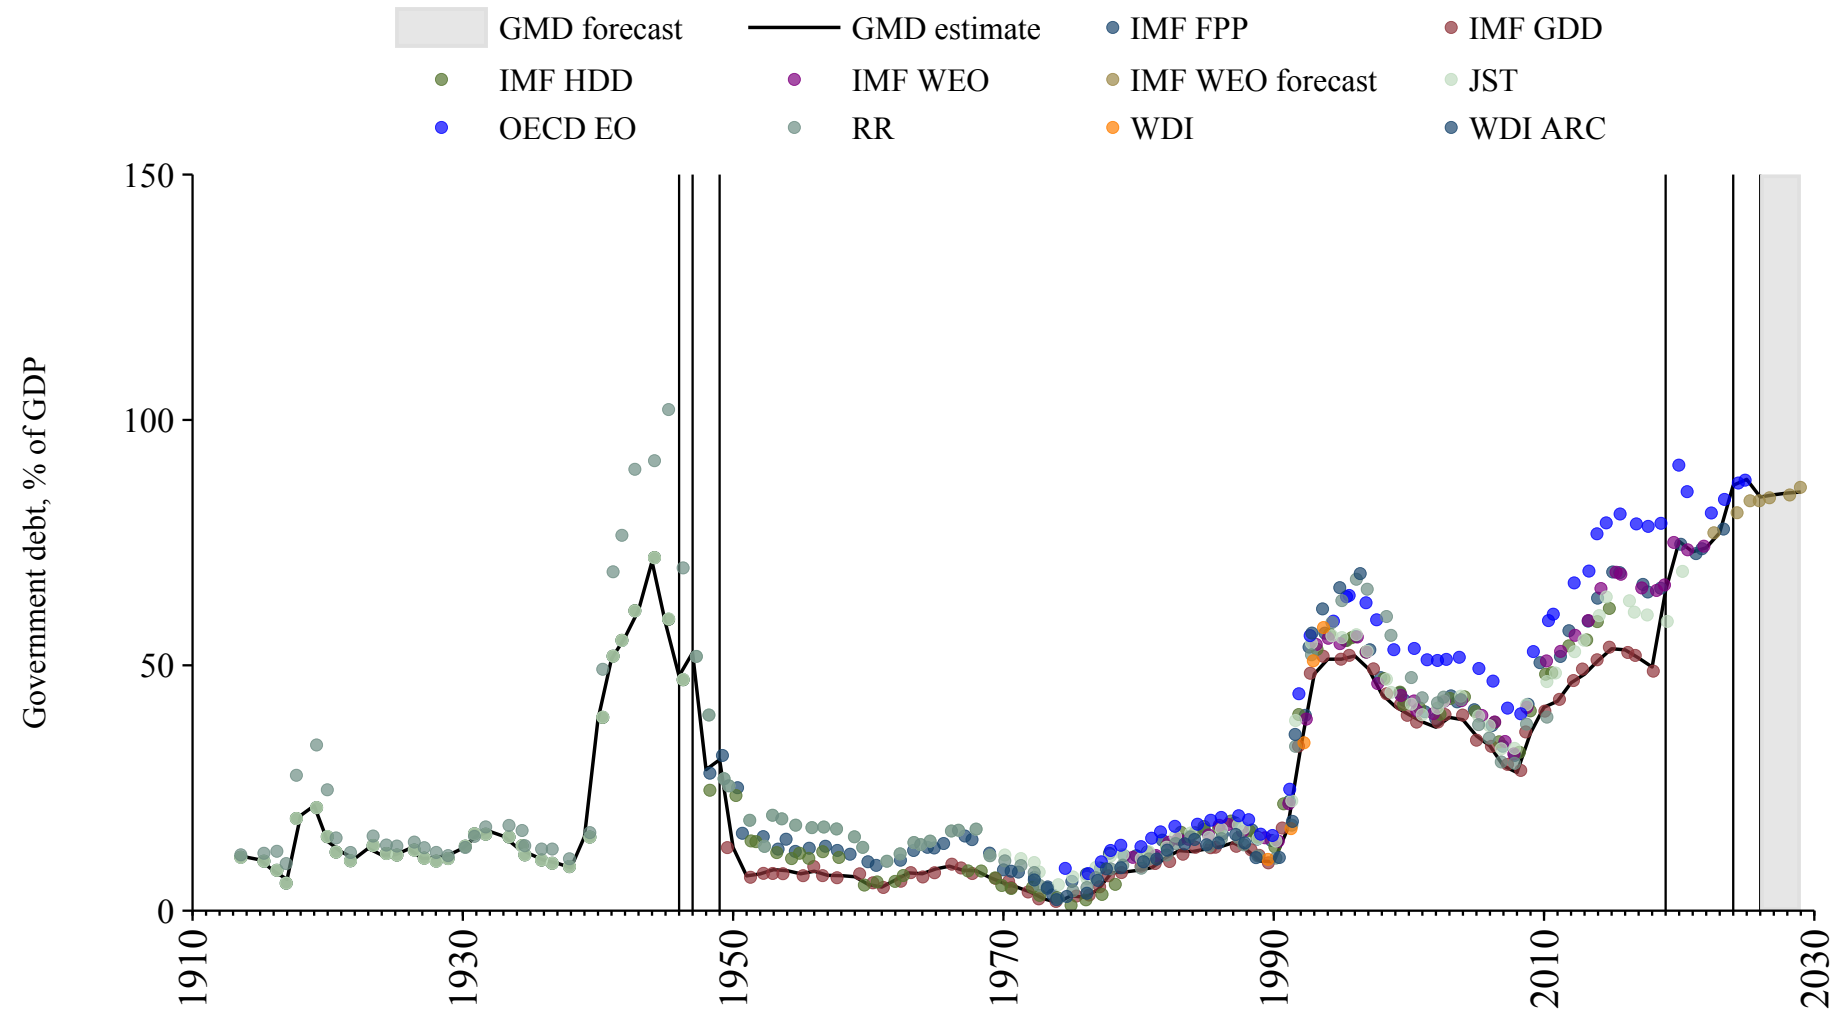 GMD forecast GMD estimate IMF FPP IMF GDD
IMF HDD IMF WEO IMF WEO forecast JST
OECD EO RR WDI WDI ARC
Government debt, % of GDP
150
100
50
0
1910 1930 1950 1970 1990 2010 2030